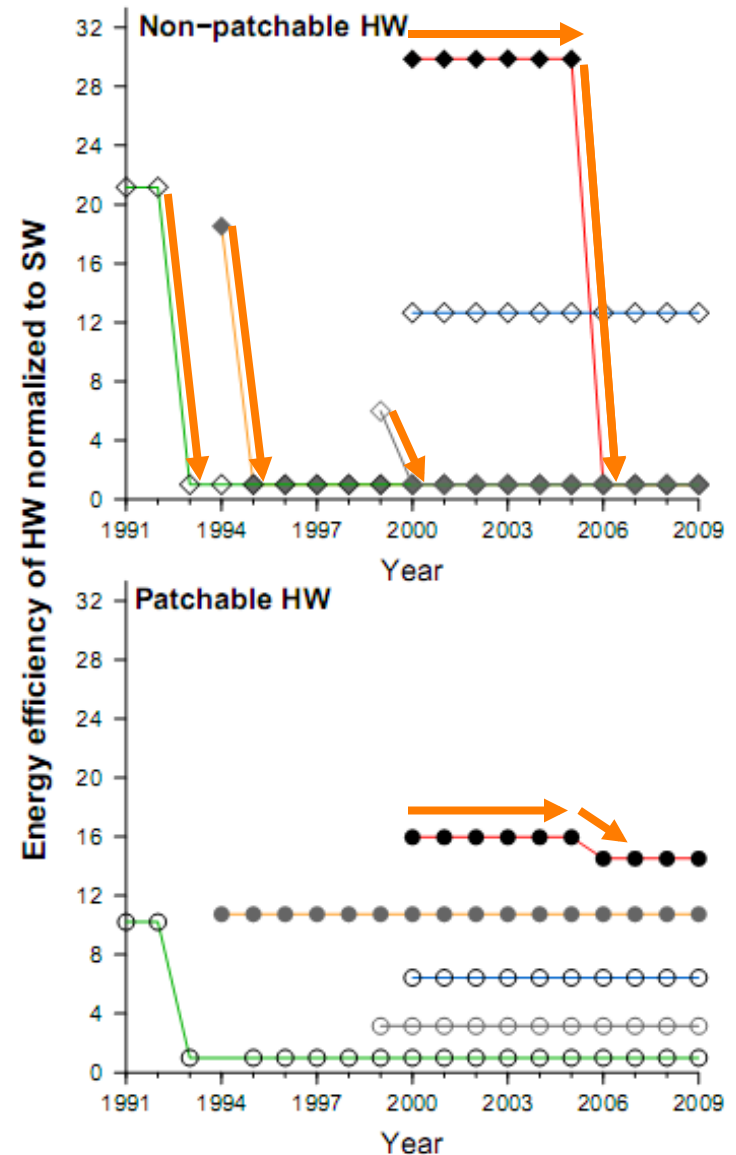 Energy efficiency of HW normalized to SW
Non−patchable HW
32
28
24
20
16
12
8
4
0
1991 1994 1997 2000 2003 2006 2009
Year
Patchable HW
32
28
24
20
16
12
8
4
0
1991 1994 1997 2000 2003 2006 2009
Year